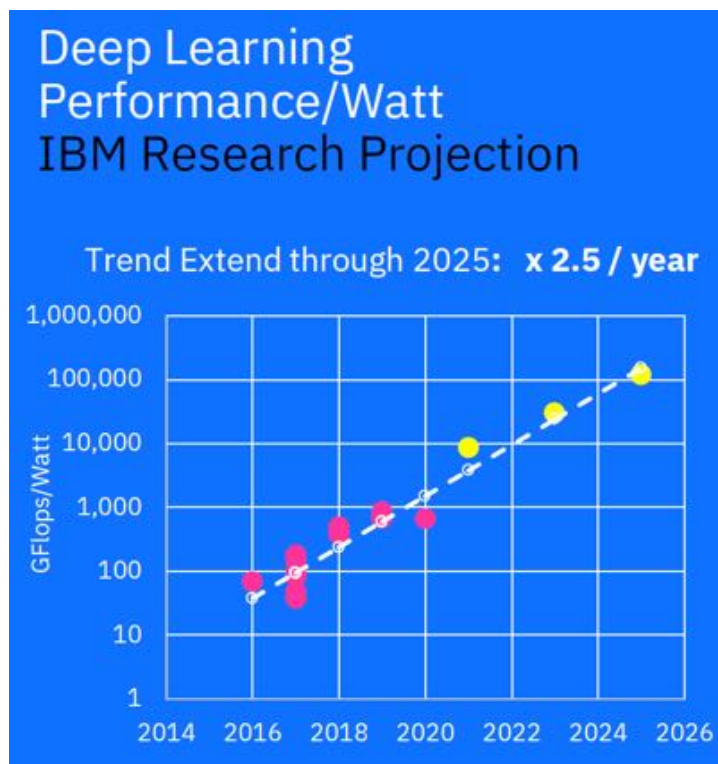 Deep Learning
Performance/Watt
IBM Research Projection
Trend Extend through 2025: x 2.5 / year
1,000,000
100,000
10,000
1,000
100
10
1
GFlops/Watt
2014 2016 2018 2020 2022 2024 2026